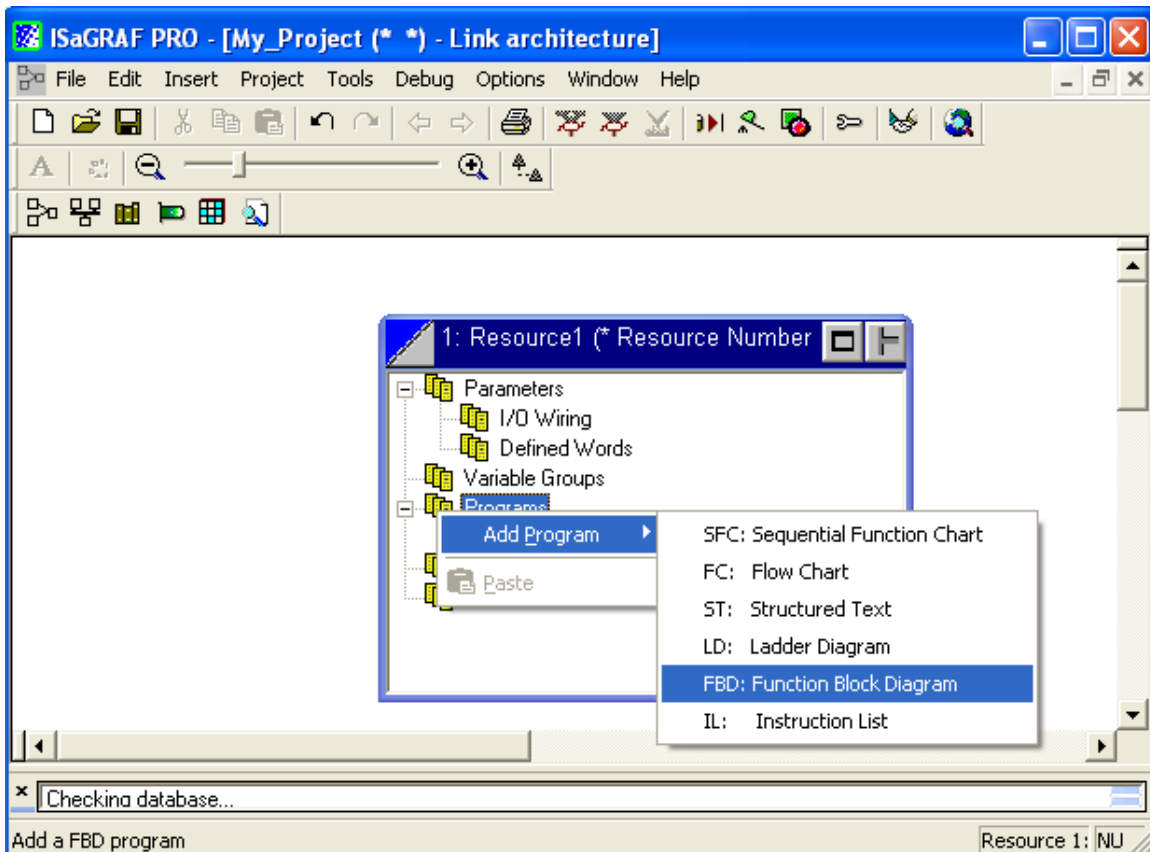 ISaGRAF PRO - [My_Project (* *) - Link architecture]
File Edit Insert Project Tools Debug Options Window Help
A
1: Resource1 (* Resource Number
Parameters
I/O Wiring
Defined Words
Variable Groups
Programs
Add Program
Paste
SFC: Sequential Function Chart
FC: Flow Chart
ST: Structured Text
LD: Ladder Diagram
FBD: Function Block Diagram
IL: Instruction List
Checking database...
Add a FBD program
Resource 1: NU